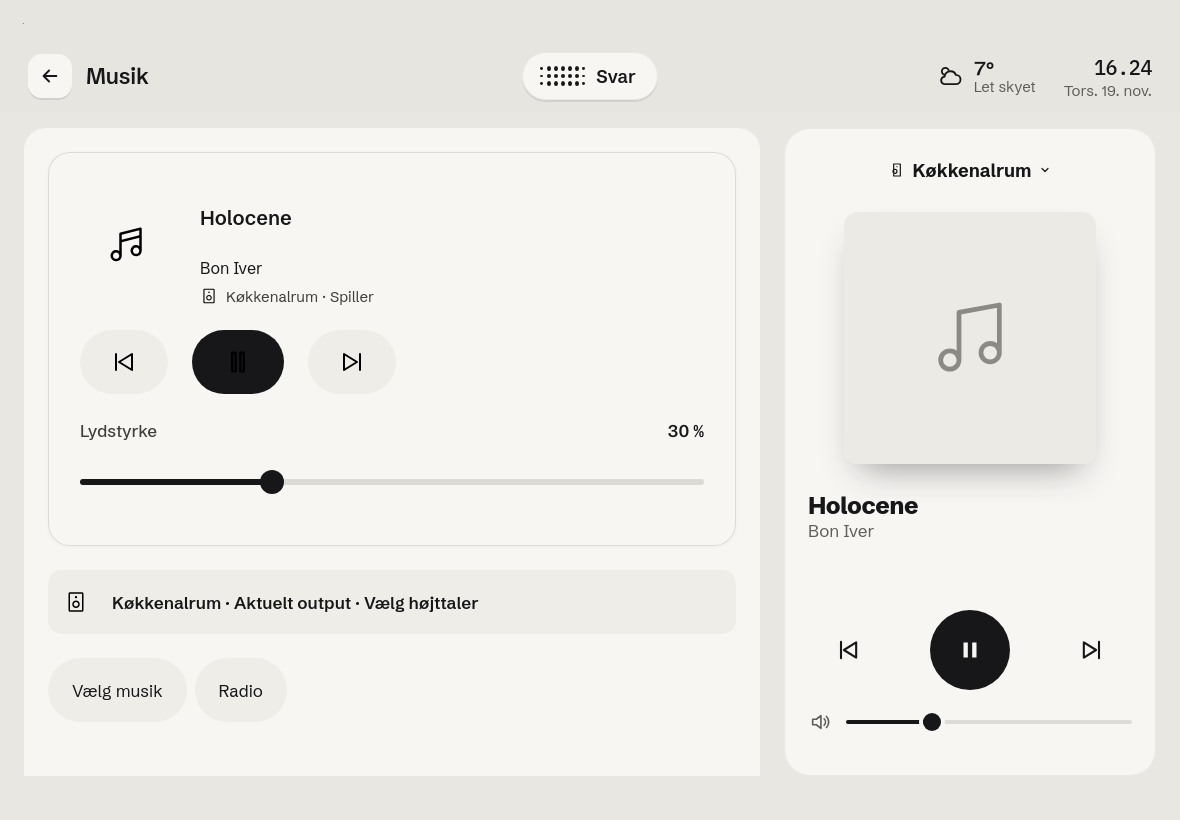 Musik
Svar
7°
Let skyet
16.24
Tors. 19. nov.
Holocene
Bon Iver
Køkkenalrum · Spiller
Lydstyrke
30 %
Køkkenalrum · Aktuelt output · Vælg højttaler
Vælg musik
Radio
Køkkenalrum
Holocene
Bon Iver